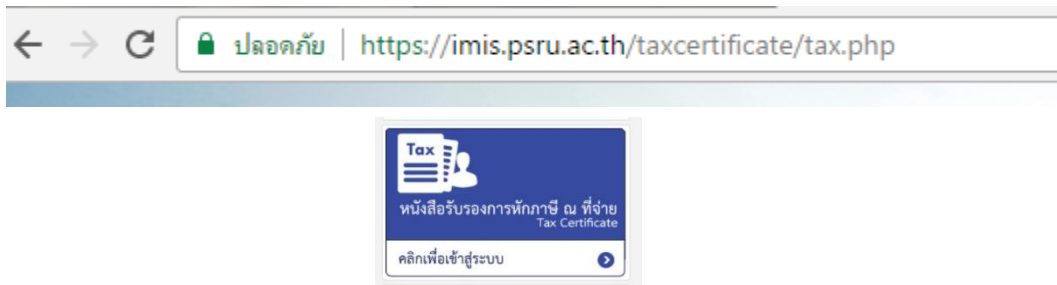 ปลอดภัย | https://imis.psru.ac.th/taxcertificate/tax.php
Tax
หนังสือรับรองการหักภาษี ณ ที่จ่าย
Tax Certificate
คลิกเพื่อเข้าสู่ระบบ